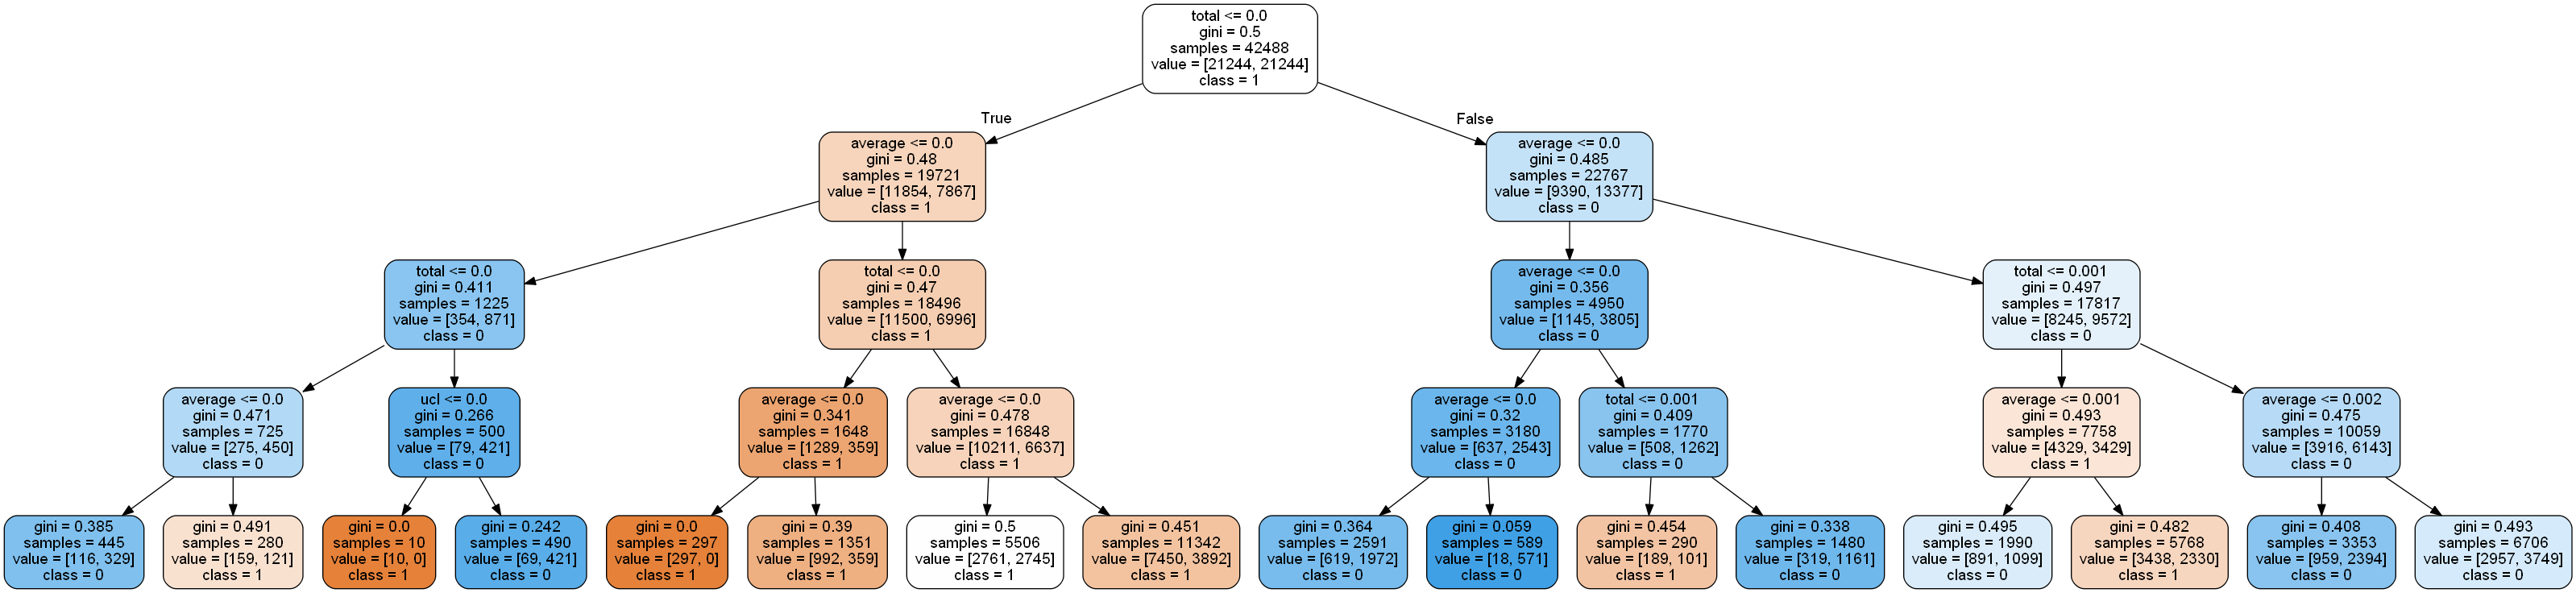 total <= 0.0
gini = 0.5
samples = 42488
value = [21244, 21244]
class = 1
True
False
average <= 0.0
gini = 0.48
samples = 19721
value = [11854, 7867]
class = 1
average <= 0.0
gini = 0.485
samples = 22767
value = [9390, 13377]
class = 0
total <= 0.0
gini = 0.411
samples = 1225
value = [354, 871]
class = 0
total <= 0.0
gini = 0.47
samples = 18496
value = [11500, 6996]
class = 1
average <= 0.0
gini = 0.356
samples = 4950
value = [1145, 3805]
class = 0
total <= 0.001
gini = 0.497
samples = 17817
value = [8245, 9572]
class = 0
average <= 0.0
gini = 0.471
samples = 725
value = [275, 450]
class = 0
ucl <= 0.0
gini = 0.266
samples = 500
value = [79, 421]
class = 0
average <= 0.0
gini = 0.341
samples = 1648
value = [1289, 359]
class = 1
average <= 0.0
gini = 0.478
samples = 16848
value = [10211, 6637]
class = 1
average <= 0.0
gini = 0.32
samples = 3180
value = [637, 2543]
class = 0
total <= 0.001
gini = 0.409
samples = 1770
value = [508, 1262]
class = 0
average <= 0.001
gini = 0.493
samples = 7758
value = [4329, 3429]
class = 1
average <= 0.002
gini = 0.475
samples = 10059
value = [3916, 6143]
class = 0
gini = 0.385
samples = 445
value = [116, 329]
class = 0
gini = 0.491
samples = 280
value = [159, 121]
class = 1
gini = 0.0
samples = 10
value = [10, 0]
class = 1
gini = 0.242
samples = 490
value = [69, 421]
class = 0
gini = 0.0
samples = 297
value = [297, 0]
class = 1
gini = 0.39
samples = 1351
value = [992, 359]
class = 1
gini = 0.5
samples = 5506
value = [2761, 2745]
class = 1
gini = 0.451
samples = 11342
value = [7450, 3892]
class = 1
gini = 0.364
samples = 2591
value = [619, 1972]
class = 0
gini = 0.059
samples = 589
value = [18, 571]
class = 0
gini = 0.454
samples = 290
value = [189, 101]
class = 1
gini = 0.338
samples = 1480
value = [319, 1161]
class = 0
gini = 0.495
samples = 1990
value = [891, 1099]
class = 0
gini = 0.482
samples = 5768
value = [3438, 2330]
class = 1
gini = 0.408
samples = 3353
value = [959, 2394]
class = 0
gini = 0.493
samples = 6706
value = [2957, 3749]
class = 0